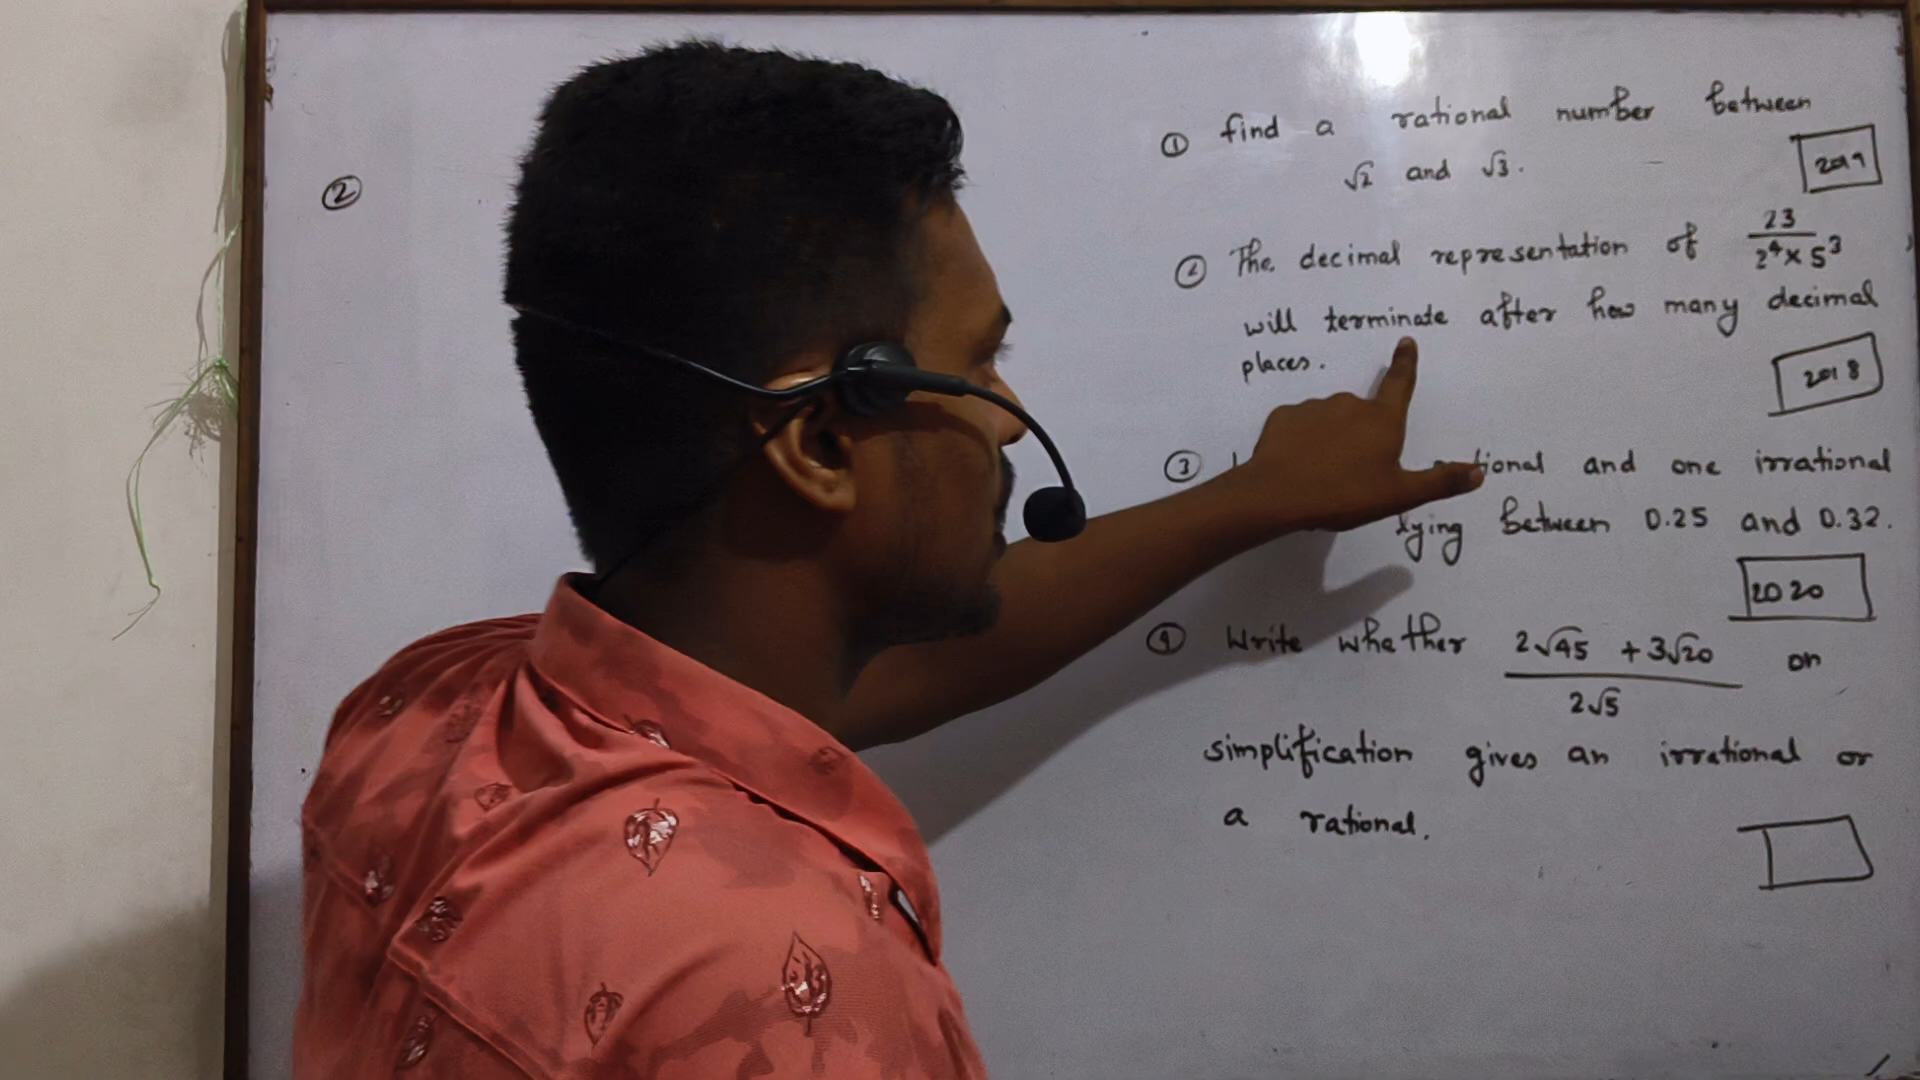 ②
① find a rational number between
√2 and √3.
2019
② The decimal representation of 23 / 2⁴ × 5³
will terminate after how many decimal
places.
2018
③ and one irrational
lying between 0.25 and 0.32.
2020
④ Write whether 2√45 + 3√20 / 2√5 on
simplification gives an irrational or
a rational.